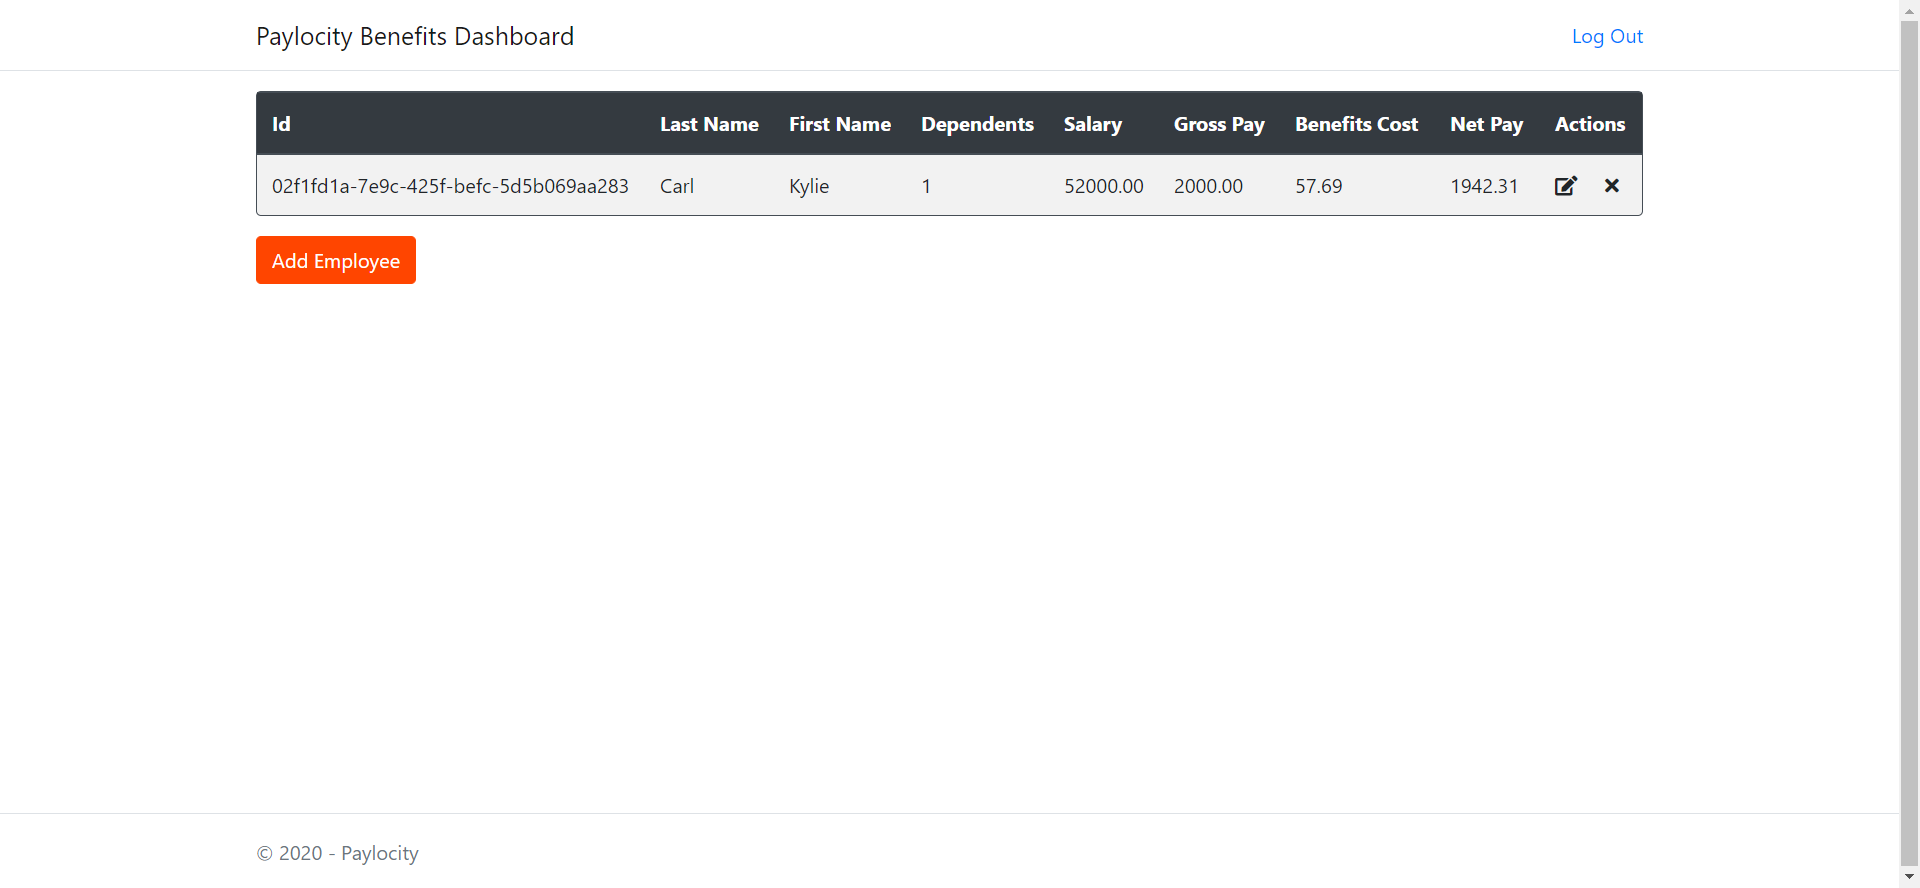 Paylocity Benefits Dashboard Log Out
Id Last Name First Name Dependents Salary Gross Pay Benefits Cost Net Pay Actions
02f1fd1a-7e9c-425f-befc-5d5b069aa283 Carl Kylie 1 52000.00 2000.00 57.69 1942.31
Add Employee
© 2020 - Paylocity